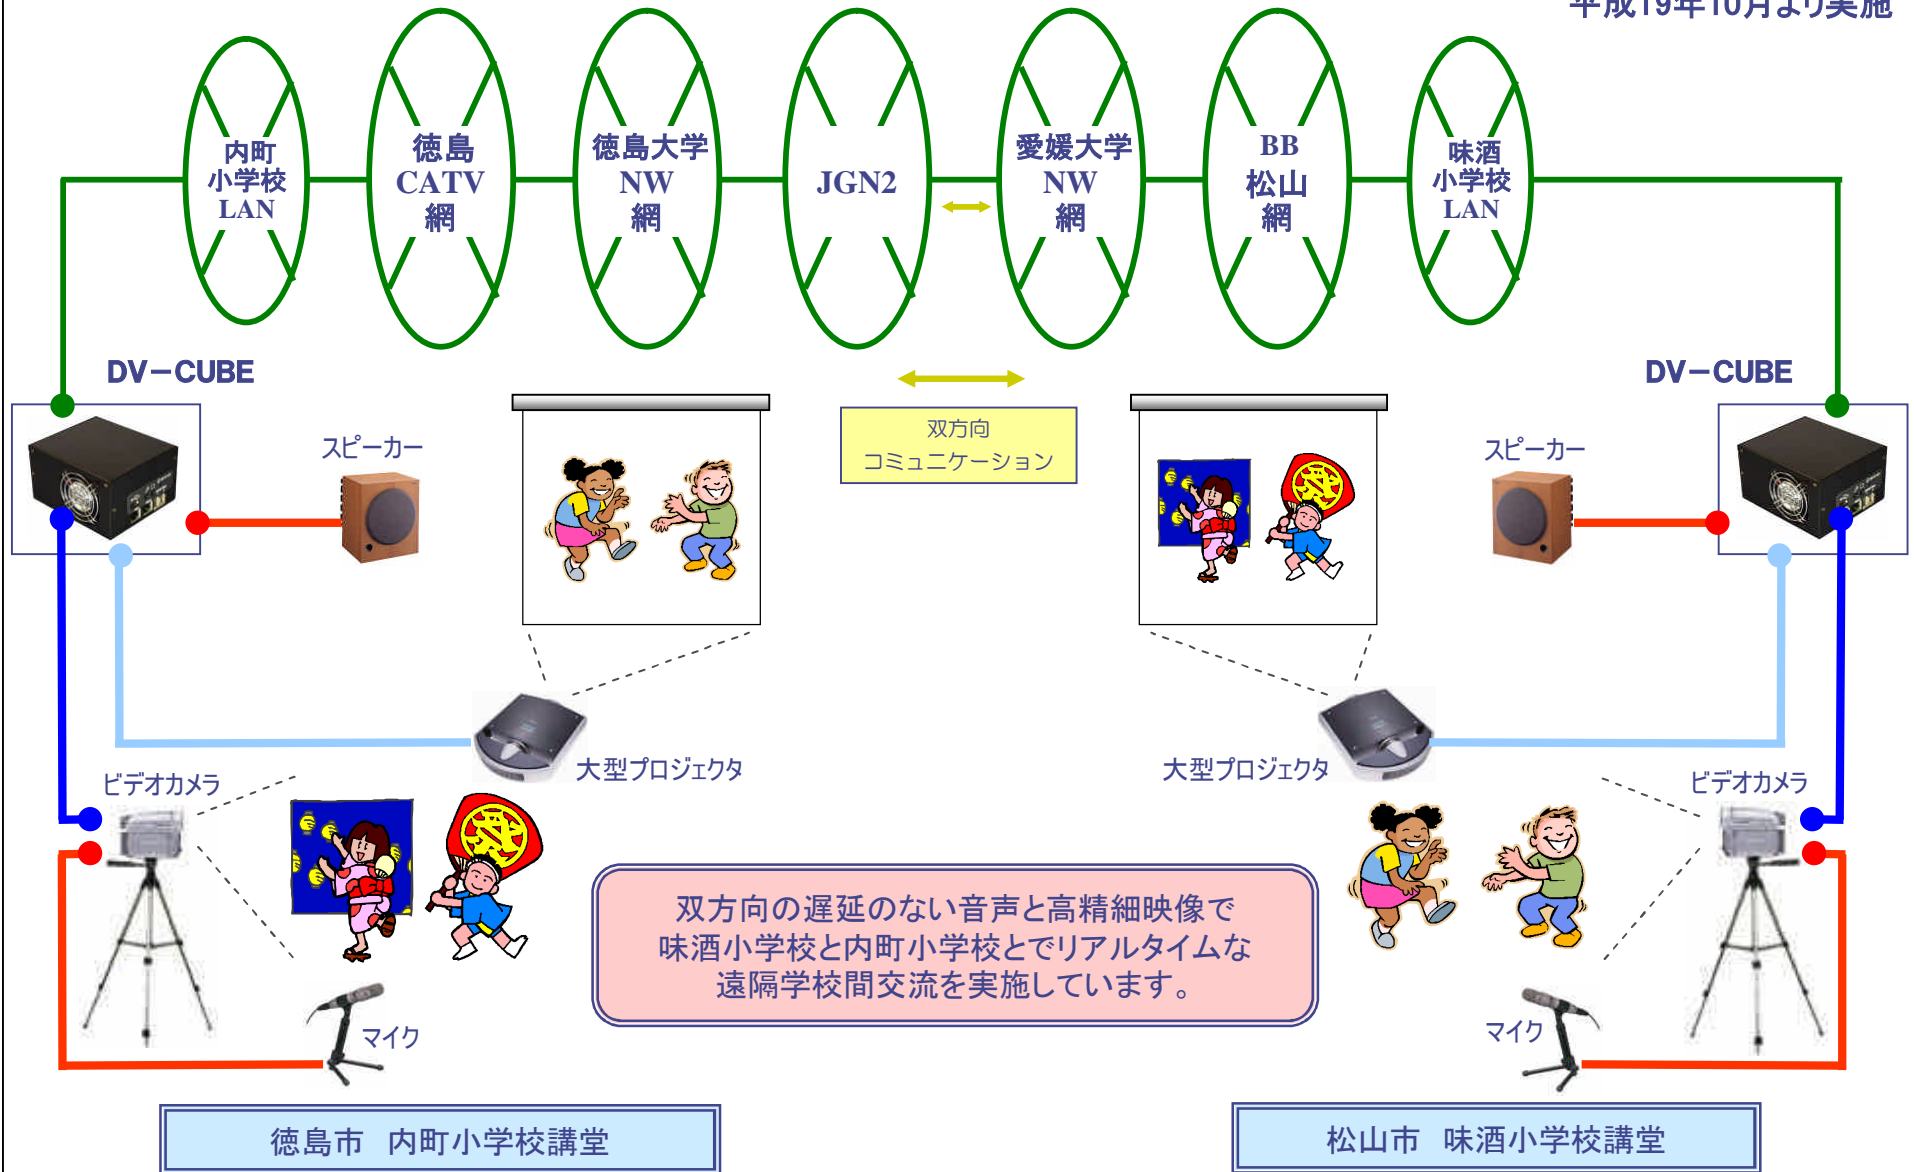 平成19年10月より実施
内町
小学校
LAN
徳島
CATV
網
徳島大学
NW
網
JGN2
愛媛大学
NW
網
BB
松山
網
味酒
小学校
LAN
DV－CUBE
DV－CUBE
スピーカー
双方向
コミュニケーション
スピーカー
大型プロジェクタ
大型プロジェクタ
ビデオカメラ
ビデオカメラ
双方向の遅延のない音声と高精細映像で
味酒小学校と内町小学校とでリアルタイムな
遠隔学校間交流を実施しています。
マイク
マイク
徳島市　内町小学校講堂
松山市　味酒小学校講堂